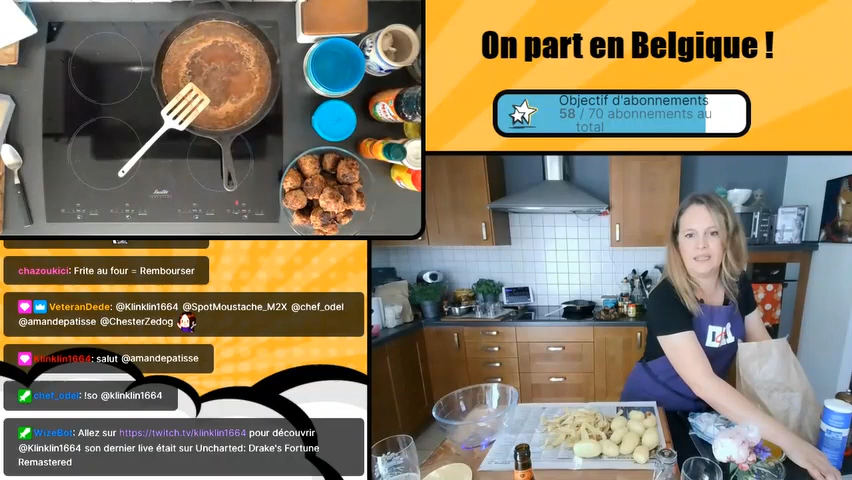 On part en Belgique !
Objectif d'abonnements
58 / 70 abonnements au
total
chazoukici: Frite au four = Rembourser
VeteranDede: @Klinklin1664 @SpotMoustache_M2X @chef_odel
@amandepatisse @ChesterZedog
Klinklin1664: salut @amandepatisse
chef_odel: !so @klinklin1664
WizeBot: Allez sur https://twitch.tv/klinklin1664 pour découvrir
@Klinklin1664 son dernier live était sur Uncharted: Drake's Fortune
Remastered